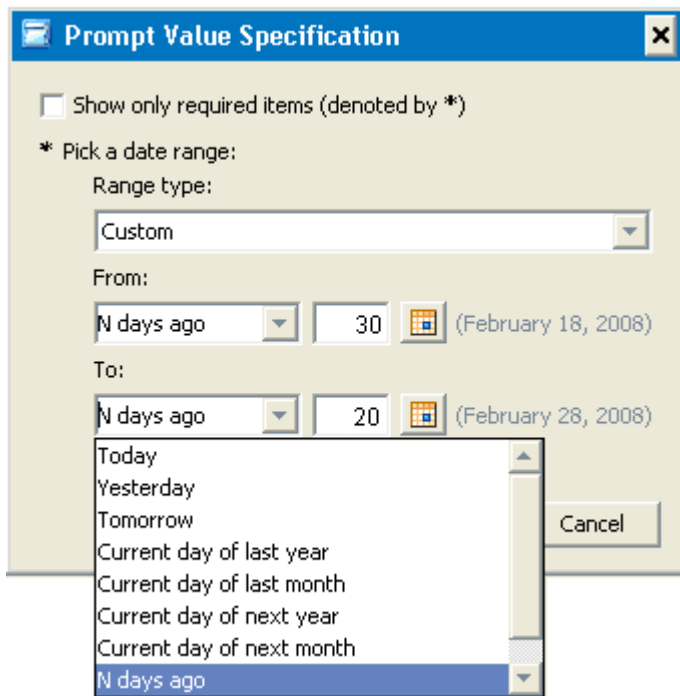 Prompt Value Specification
Show only required items (denoted by *)
* Pick a date range:
Range type:
Custom
From:
N days ago 30 (February 18, 2008)
To:
N days ago 20 (February 28, 2008)
Today
Yesterday
Tomorrow
Current day of last year
Cancel
Current day of last month
Current day of next year
Current day of next month
N days ago